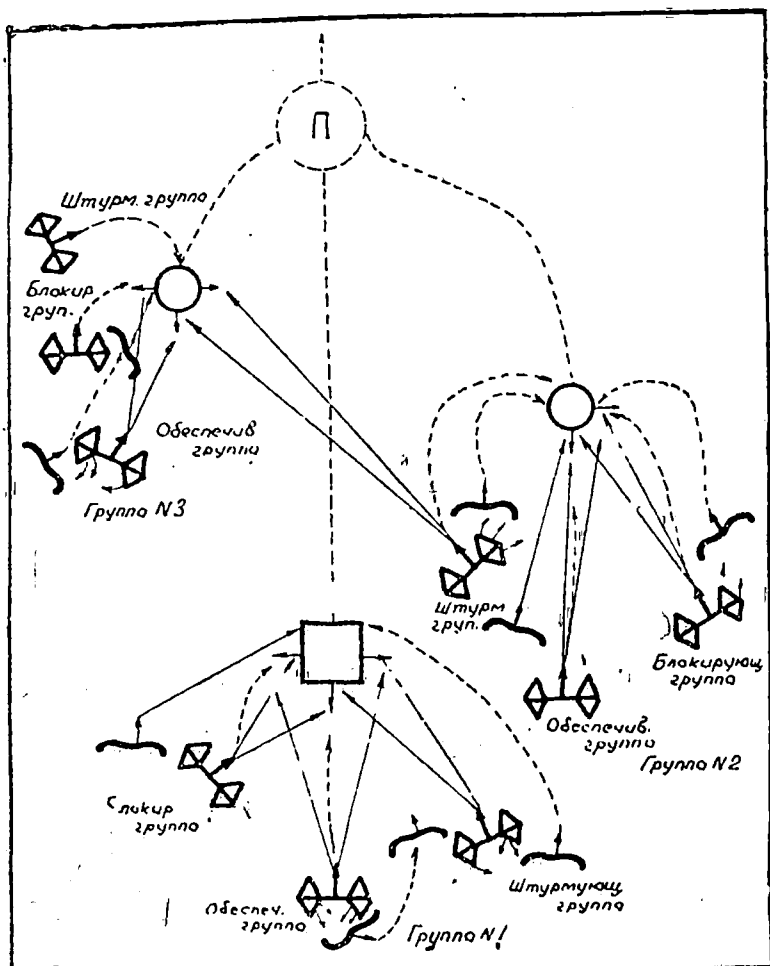 П
Штурм. группа
Блокир
груп.
Обеспечив
группа
Группа N3
Штурм
груп.
Блокирующ
группа
Обеспечив.
группа
Группа N2
Слокир
группа
Штурмующ
группа
Обеспеч.
группа
Группа N1